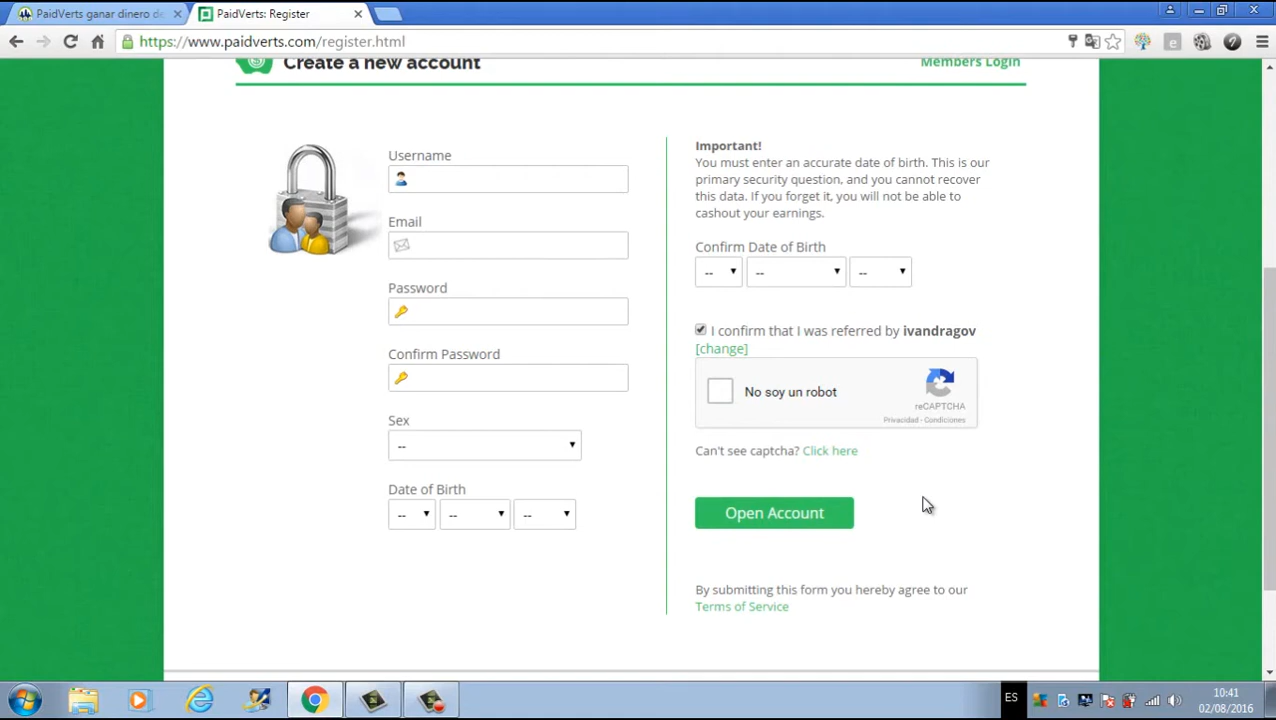 PaidVerts ganar dinero de
PaidVerts: Register
https://www.paidverts.com/register.html
Create a new account
Members Login
Username
Email
Password
Confirm Password
Sex
--
Date of Birth
-- -- --
Important!
You must enter an accurate date of birth. This is our
primary security question, and you cannot recover
this data. If you forget it, you will not be able to
cashout your earnings.
Confirm Date of Birth
-- -- --
I confirm that I was referred by ivandragov
[change]
No soy un robot
reCAPTCHA
Privacidad - Condiciones
Can't see captcha? Click here
Open Account
By submitting this form you hereby agree to our
Terms of Service
ES
10:41
02/08/2016